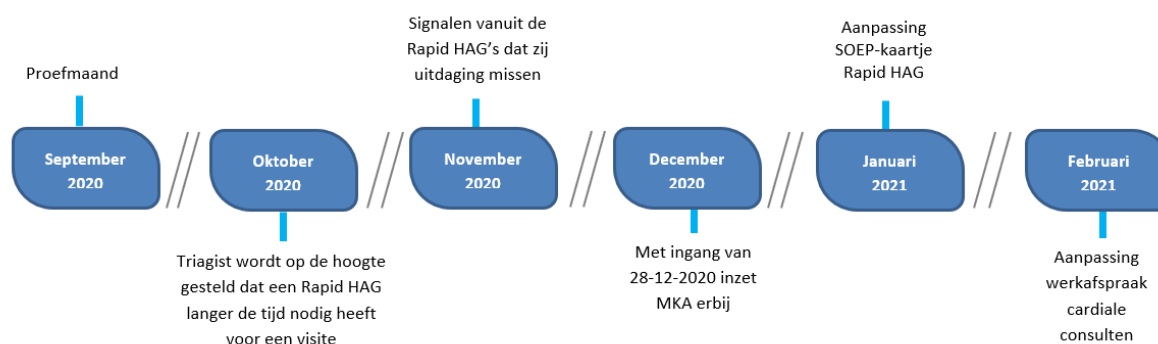 Proefmaand
September
2020
Oktober
2020
Triagist wordt op de hoogte
gesteld dat een Rapid HAG
langer de tijd nodig heeft
voor een visite
Signalen vanuit de
Rapid HAG's dat zij
uitdaging missen
November
2020
December
2020
Met ingang van
28-12-2020 inzet
MKA erbij
Aanpassing
SOEP-kaartje
Rapid HAG
Januari
2021
Februari
2021
Aanpassing
werkafspraak
cardiale
consulten